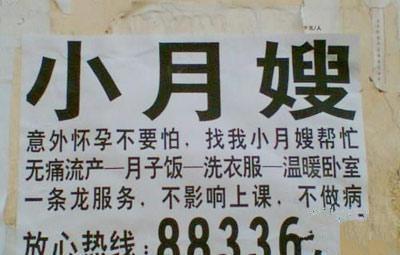 小月嫂
意外怀孕不要怕，找我小月嫂帮忙
无痛流产—月子饭—洗衣服—温暖卧室
一条龙服务，不影响上课，不做病
放心热线：88336